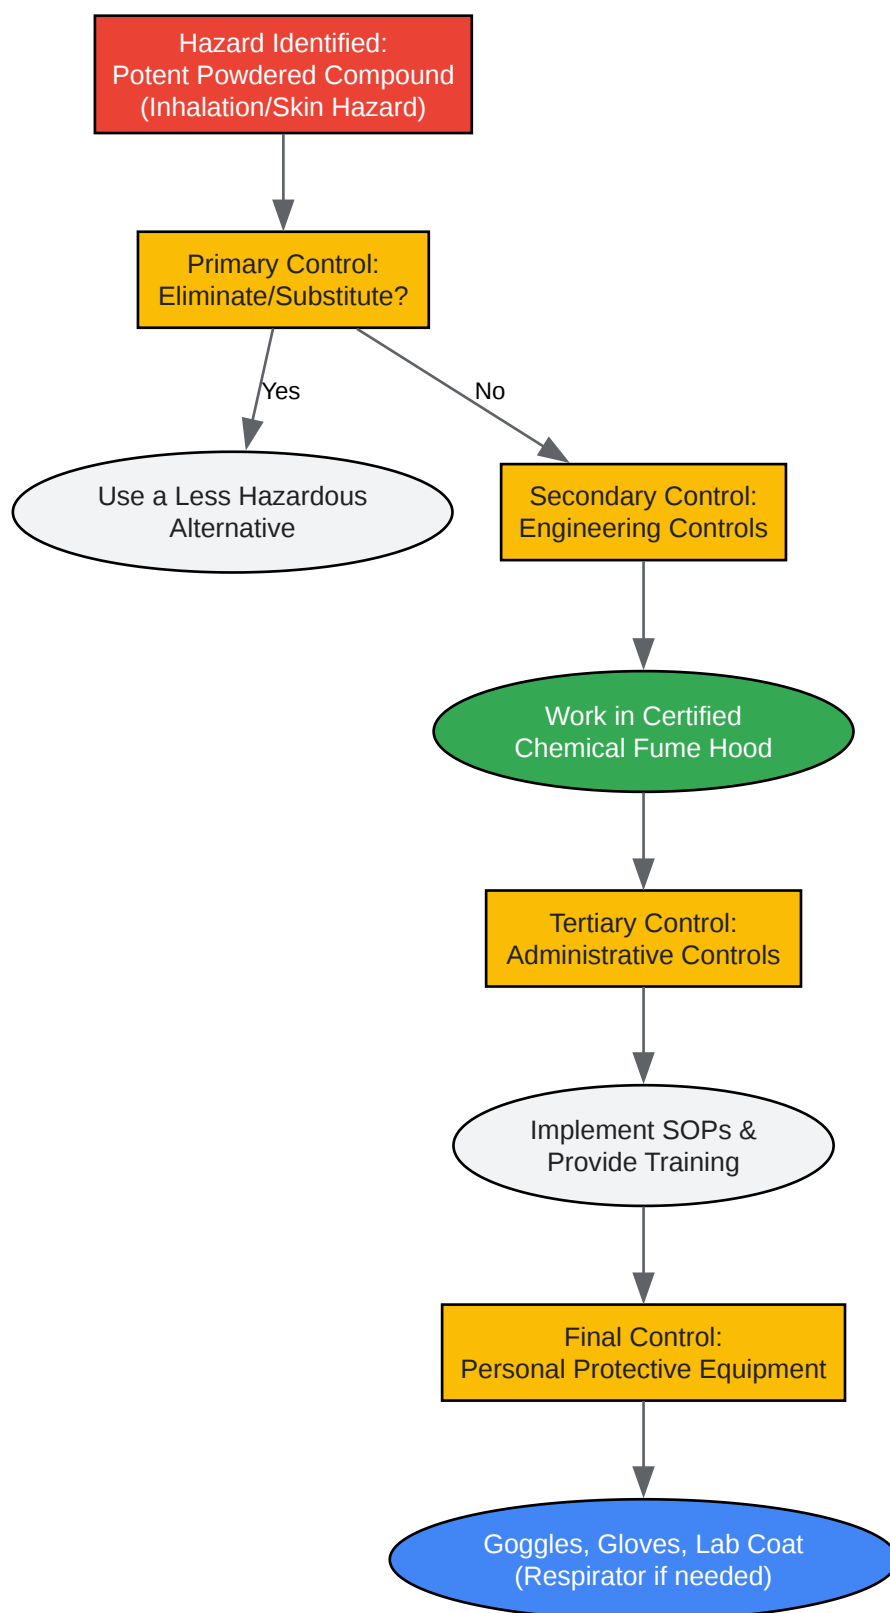 Hazard Identified:
Potent Powdered Compound
(Inhalation/Skin Hazard)
Primary Control:
Eliminate/Substitute?
Yes
No
Use a Less Hazardous
Alternative
Secondary Control:
Engineering Controls
Work in Certified
Chemical Fume Hood
Tertiary Control:
Administrative Controls
Implement SOPs &
Provide Training
Final Control:
Personal Protective Equipment
Goggles, Gloves, Lab Coat
(Respirator if needed)